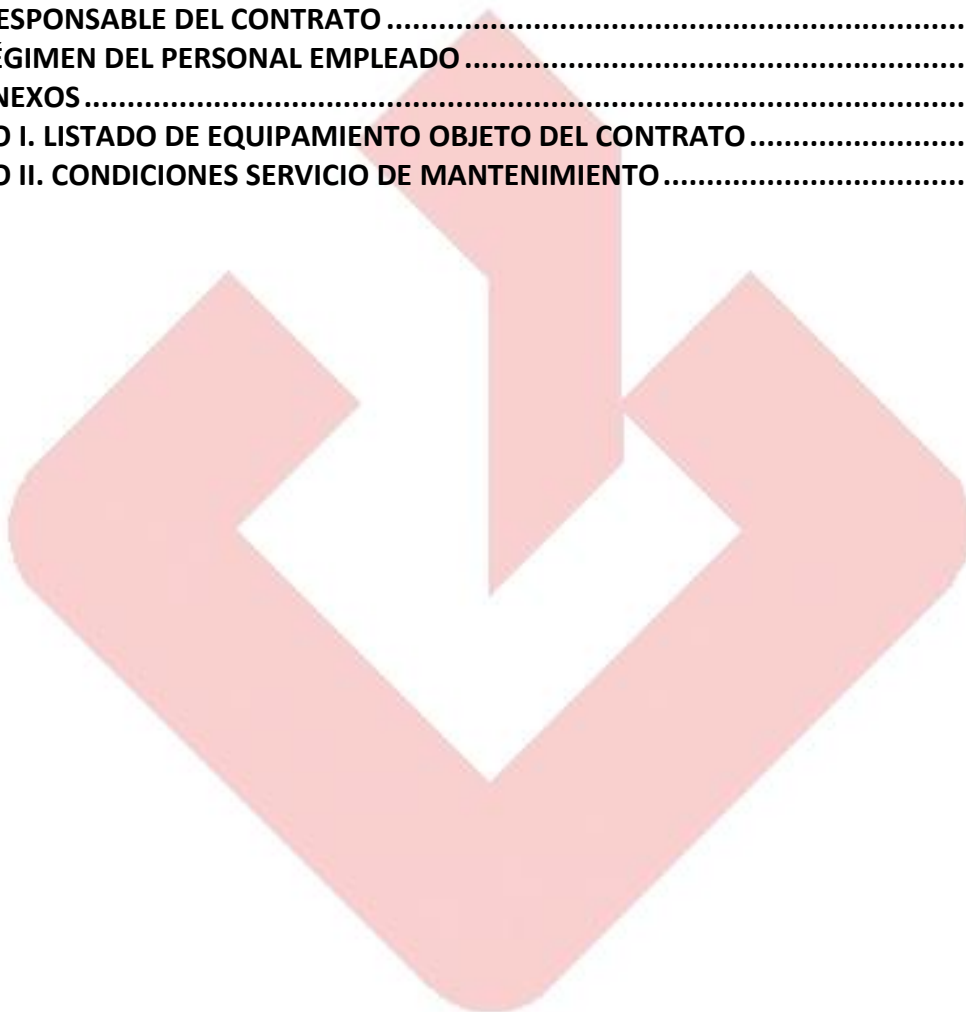 ESPONSABLE DEL CONTRATO ........................................................................
ÉGIMEN DEL PERSONAL EMPLEADO ..............................................................
NEXOS ............................................................................................................
O I. LISTADO DE EQUIPAMIENTO OBJETO DEL CONTRATO .............................
O II. CONDICIONES SERVICIO DE MANTENIMIENTO .......................................